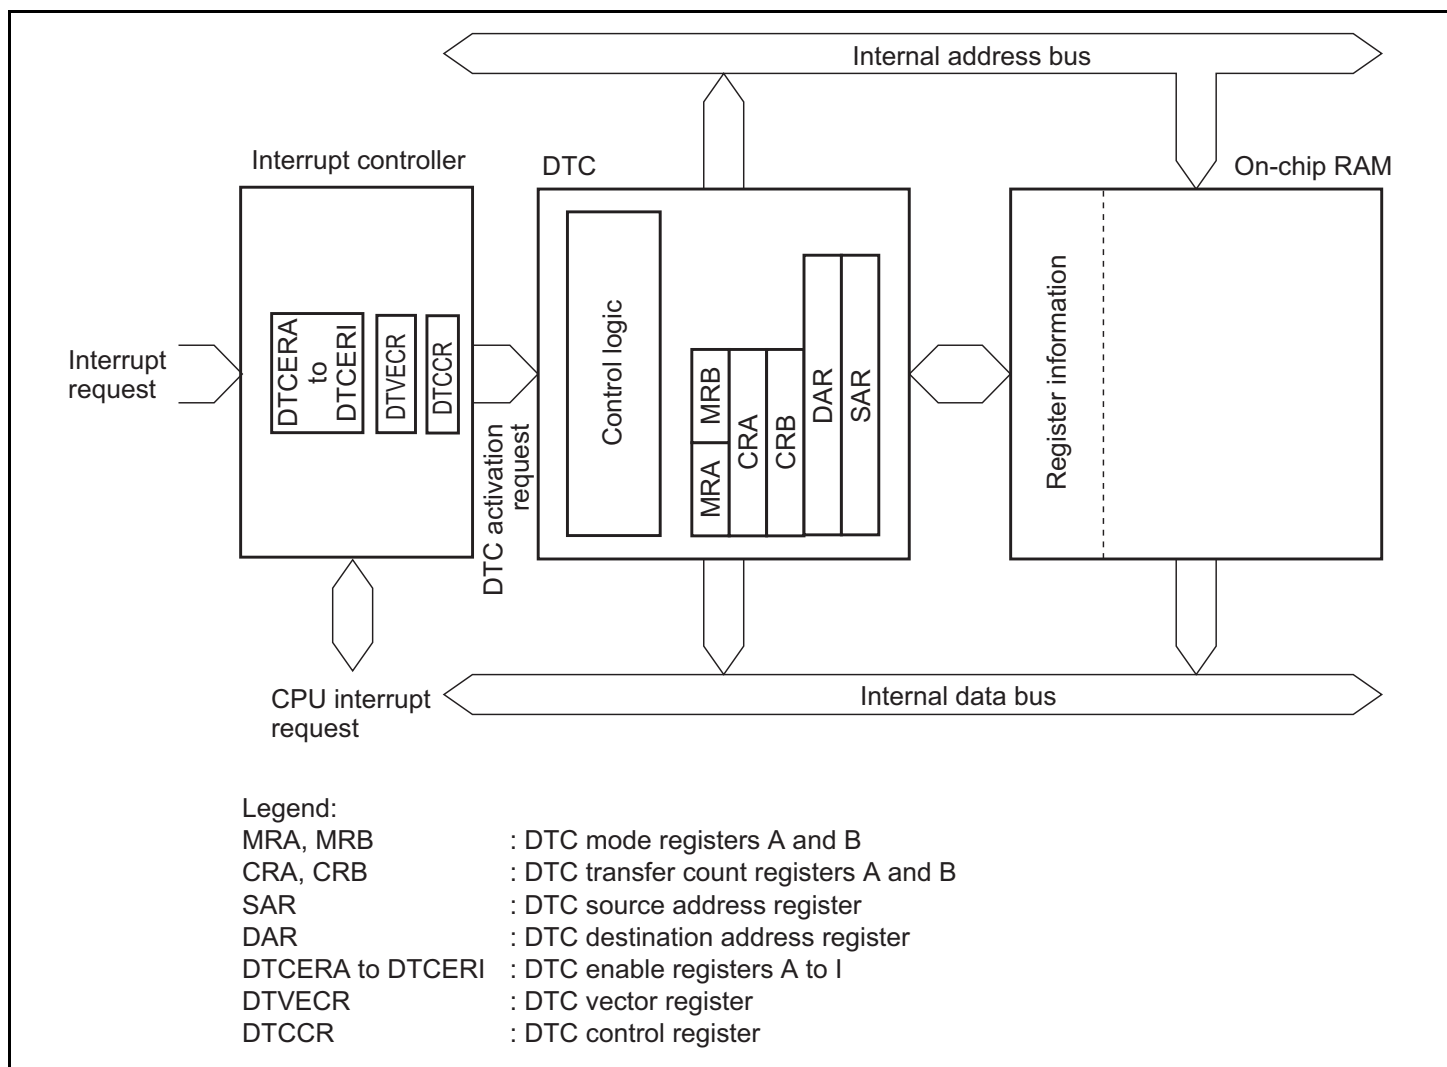 Internal address bus
Interrupt controller
DTC
On-chip RAM
Interrupt
request
DTCERA
to
DTCERI
DTVECR
DTCCR
DTC activation
request
Control logic
MRA
MRB
CRA
CRB
DAR
SAR
Register information
CPU interrupt
request
Internal data bus
Legend:
MRA, MRB : DTC mode registers A and B
CRA, CRB : DTC transfer count registers A and B
SAR : DTC source address register
DAR : DTC destination address register
DTCERA to DTCERI : DTC enable registers A to I
DTVECR : DTC vector register
DTCCR : DTC control register